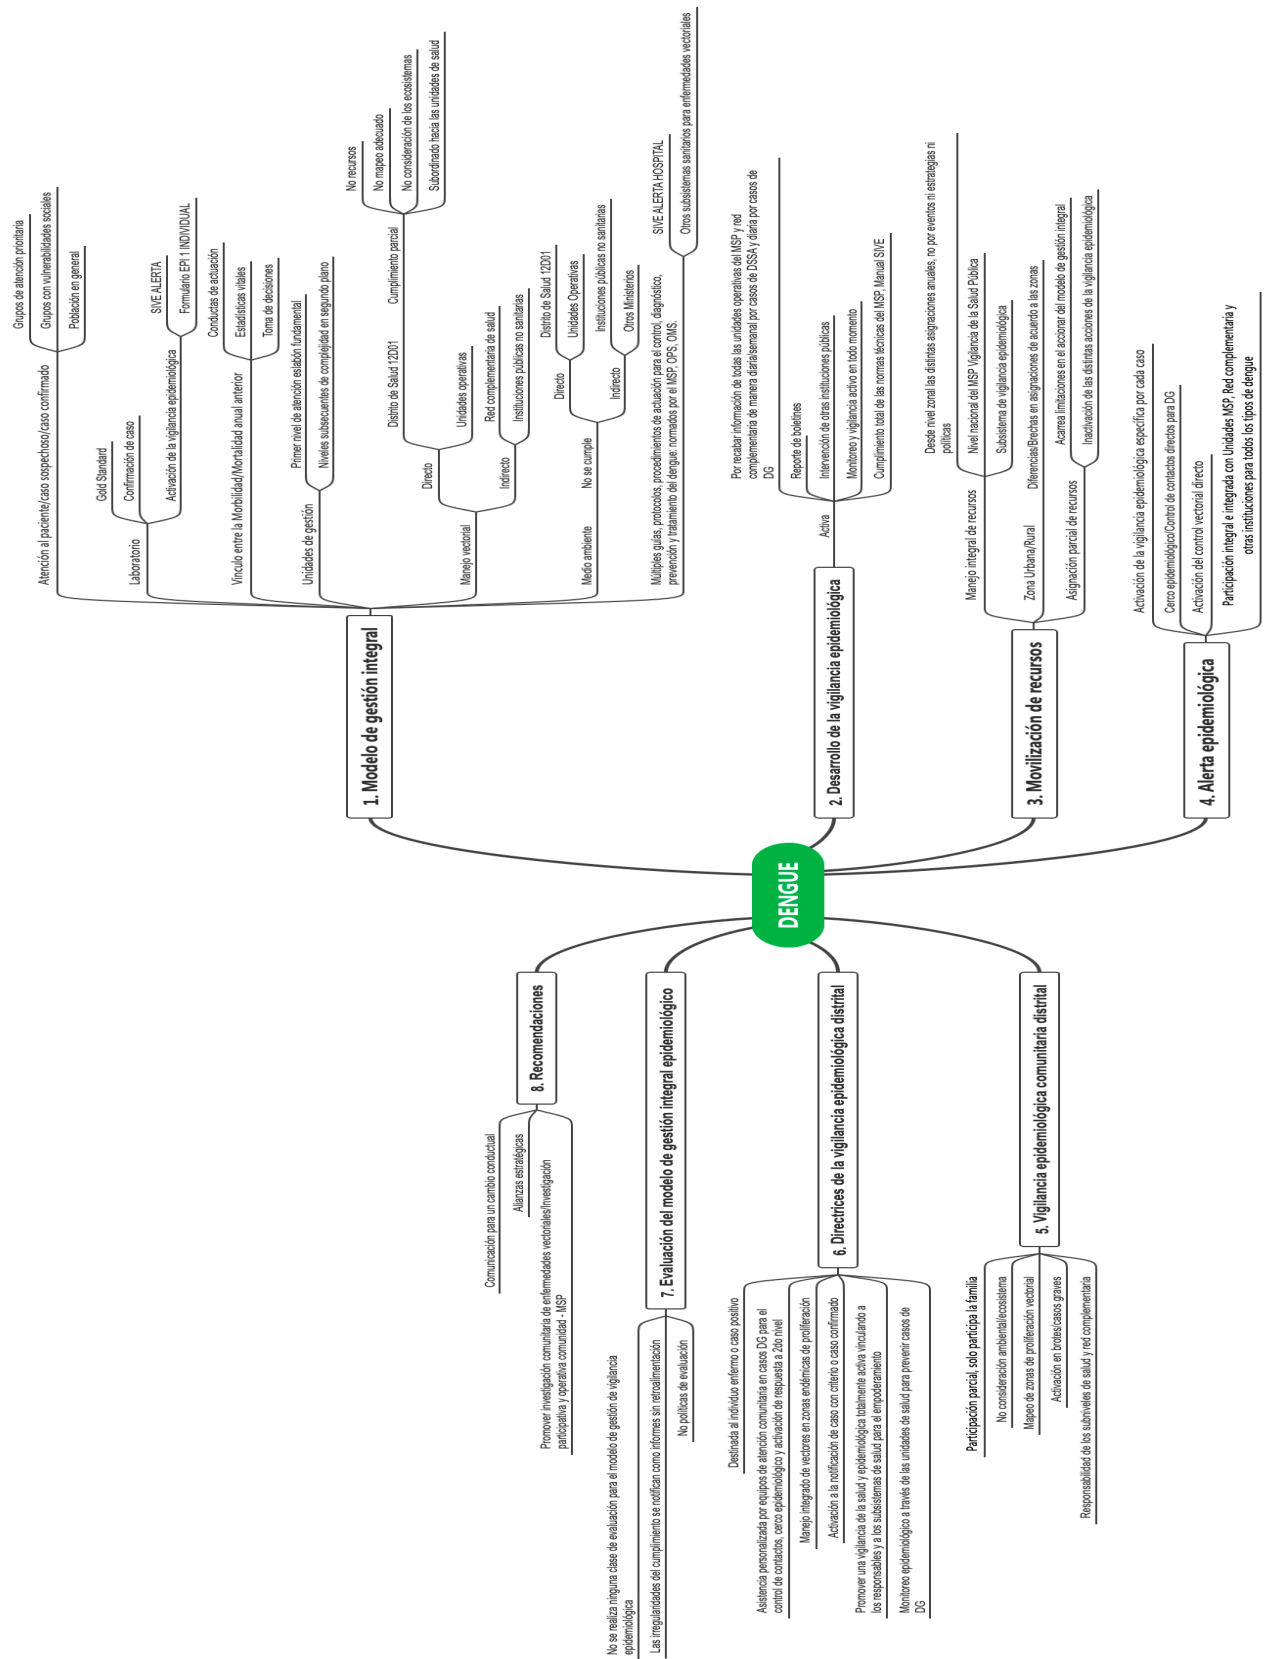 DENGUE
1. Modelo de gestión integral
Atención al paciente/caso sospechoso/caso confirmado
Grupos de atención prioritaria
Grupos con vulnerabilidades sociales
Población en general
Laboratorio
Gold Standard
Confirmación de caso
Activación de la vigilancia epidemiológica
SIVE ALERTA
Formulario EPI 1 INDIVIDUAL
Vínculo entre la Morbilidad/Mortalidad anual anterior
Conductas de actuación
Estadísticas vitales
Toma de decisiones
Unidades de gestión
Primer nivel de atención eslabón fundamental
Niveles subsecuentes de complejidad en segundo plano
Manejo vectorial
Directo
Distrito de Salud 12D01
Cumplimiento parcial
No recursos
No mapeo adecuado
No consideración de los ecosistemas
Subordinado hacia las unidades de salud
Unidades operativas
Indirecto
Red complementaria de salud
Instituciones públicas no sanitarias
Medio ambiente
No se cumple
Directo
Distrito de Salud 12D01
Unidades Operativas
Indirecto
Instituciones públicas no sanitarias
Otros Ministerios
Múltiples guías, protocolos, procedimientos de actuación para el control, diagnóstico,
prevención y tratamiento del dengue: normados por el MSP, OPS, OMS.
SIVE ALERTA HOSPITAL
Otros subsistemas sanitarios para enfermedades vectoriales
2. Desarrollo de la vigilancia epidemiológica
Activa
Por recabar información de todas las unidades operativas del MSP y red
complementaria de manera diaria/semanal por casos de DSSA y diaria por casos de
DG
Reporte de boletines
Intervención de otras instituciones públicas
Monitoreo y vigilancia activo en todo momento
Cumplimiento total de las normas técnicas del MSP, Manual SIVE
3. Movilización de recursos
Manejo integral de recursos
Desde nivel zonal las distintas asignaciones anuales, no por eventos ni estrategias ni
políticas
Nivel nacional del MSP Vigilancia de la Salud Pública
Subsistema de vigilancia epidemiológica
Zona Urbana/Rural
Diferencias/Brechas en asignaciones de acuerdo a las zonas
Asignación parcial de recursos
Acarrea limitaciones en el accionar del modelo de gestión integral
Inactivación de las distintas acciones de la vigilancia epidemiológica
4. Alerta epidemiológica
Activación de la vigilancia epidemiológica específica por cada caso
Cerco epidemiológico/Control de contactos directos para DG
Activación del control vectorial directo
Participación integral e integrada con Unidades MSP, Red complementaria y
otras instituciones para todos los tipos de dengue
5. Vigilancia epidemiológica comunitaria distrital
Participación parcial, solo participa la familia
No consideración ambiental/ecosistema
Mapeo de zonas de proliferación vectorial
Activación en brotes/casos graves
Responsabilidad de los subniveles de salud y red complementaria
6. Directrices de la vigilancia epidemiológica distrital
Destinada al individuo enfermo o caso positivo
Asistencia personalizada por equipos de atención comunitaria en casos DG para el
control de contactos, cerco epidemiológico y activación de respuesta a 2do nivel
Manejo integrado de vectores en zonas endémicas de proliferación
Activación a la notificación de caso con criterio o caso confirmado
Promover una vigilancia de la salud y epidemiológica totalmente activa vinculando a
los responsables y a los subsistemas de salud para el empoderamiento
Monitoreo epidemiológico a través de las unidades de salud para prevenir casos de
DG
7. Evaluación del modelo de gestión integral epidemiológico
No se realiza ninguna clase de evaluación para el modelo de gestión de vigilancia
epidemiológica
Las irregularidades del cumplimiento se notifican como informes sin retroalimentación
No políticas de evaluación
8. Recomendaciones
Comunicación para un cambio conductual
Alianzas estratégicas
Promover investigación comunitaria de enfermedades vectoriales/Investigación
participativa y operativa comunidad - MSP